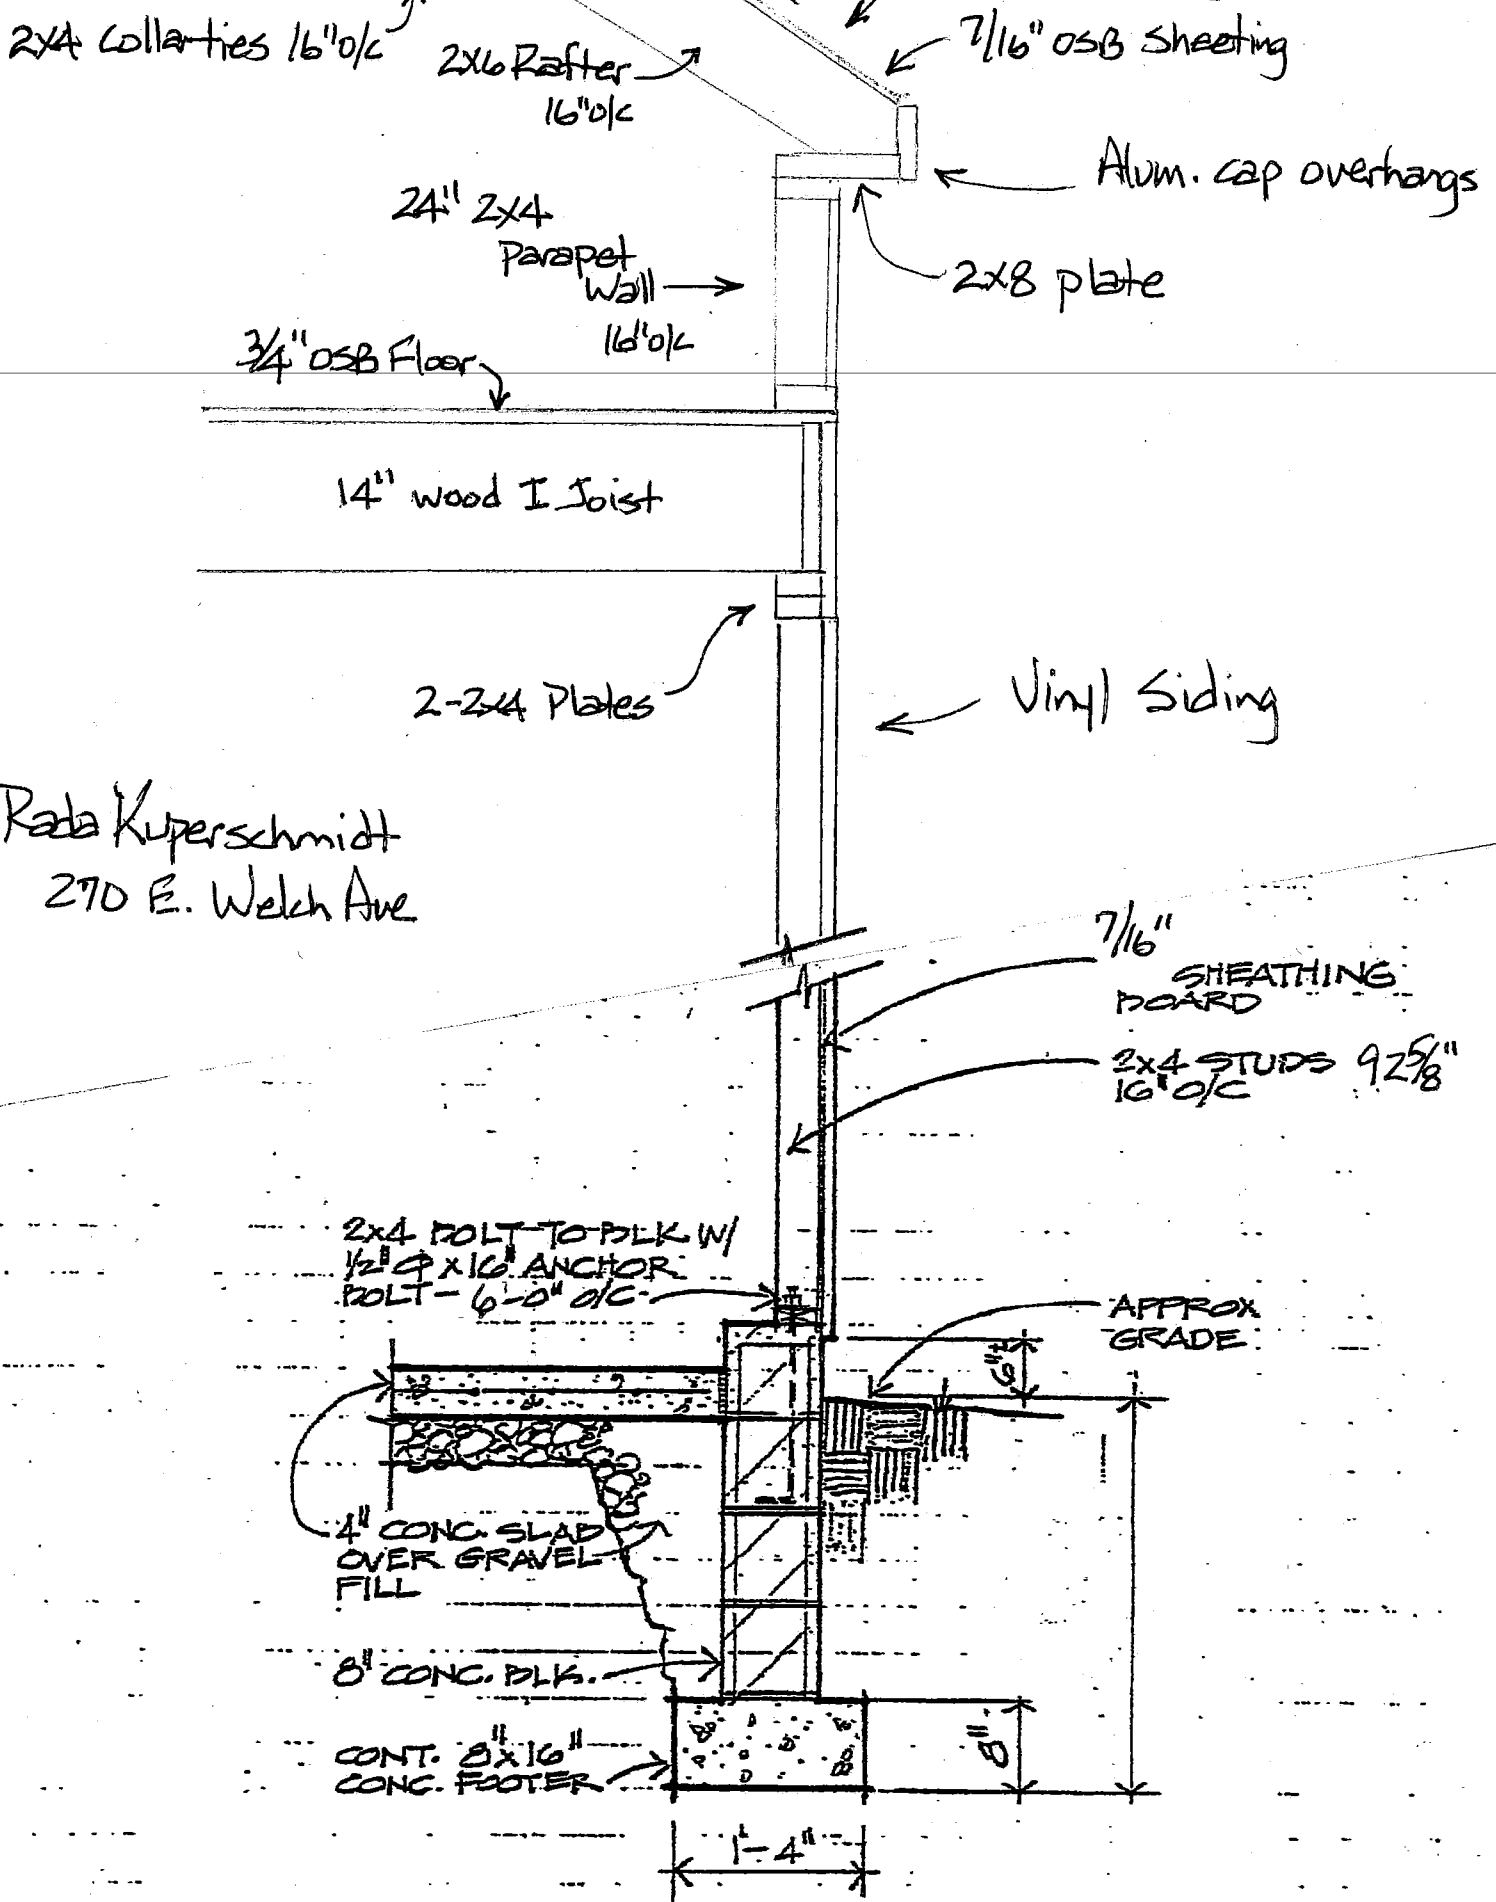 2x4 Collarties 16"o/c
2x6 Rafter
16"o/c
7/16" OSB Sheeting
Alum. cap overhangs
24" 2x4
Parapet
Wall
16"o/c
2x8 plate
3/4" OSB Floor
14" wood I Joist
2-2x4 Plates
Vinyl Siding
Rada Kuperschmidt
270 E. Welch Ave
7/16"
SHEATHING
BOARD
2x4 STUDS 92 5/8"
16" O/C
2x4 BOLT-TO-BLK W/
1/2" Φ x 16" ANCHOR
BOLT - 6'-0" O/C
APPROX
GRADE
6"±
4" CONC. SLAB
OVER GRAVEL
FILL
8" CONC. BLK.
CONT. 8"x16"
CONC. FOOTER
8"
1'-4"